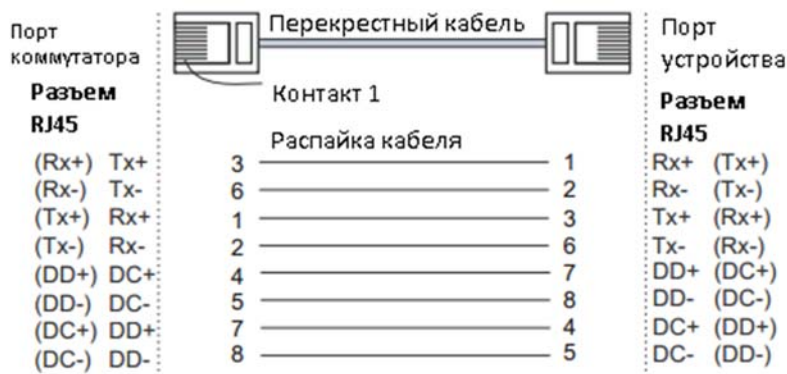 Порт коммутатора
Перекрестный кабель
Порт устройства
Контакт 1
Разъем RJ45
Разъем RJ45
Распайка кабеля
(Rx+) Tx+ 3 1 Rx+ (Tx+)
(Rx-) Tx- 6 2 Rx- (Tx-)
(Tx+) Rx+ 1 3 Tx+ (Rx+)
(Tx-) Rx- 2 6 Tx- (Rx-)
(DD+) DC+ 4 7 DD+ (DC+)
(DD-) DC- 5 8 DD- (DC-)
(DC+) DD+ 7 4 DC+ (DD+)
(DC-) DD- 8 5 DC- (DD-)